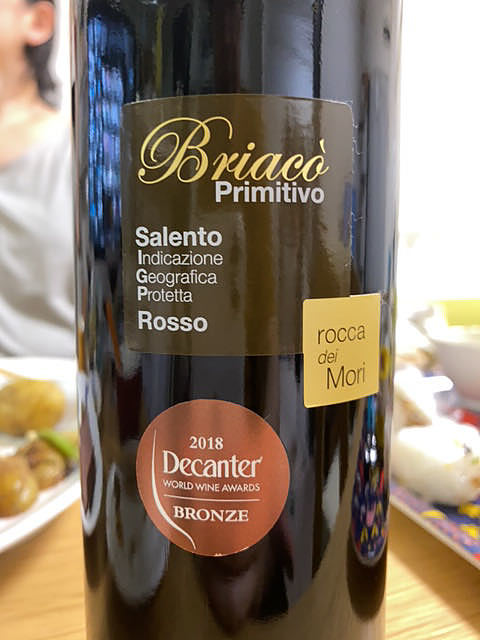 Briacò
Primitivo
Salento
Indicazione
Geografica
Protetta
Rosso
rocca
dei
Mori
2018
Decanter
WORLD WINE AWARDS
BRONZE